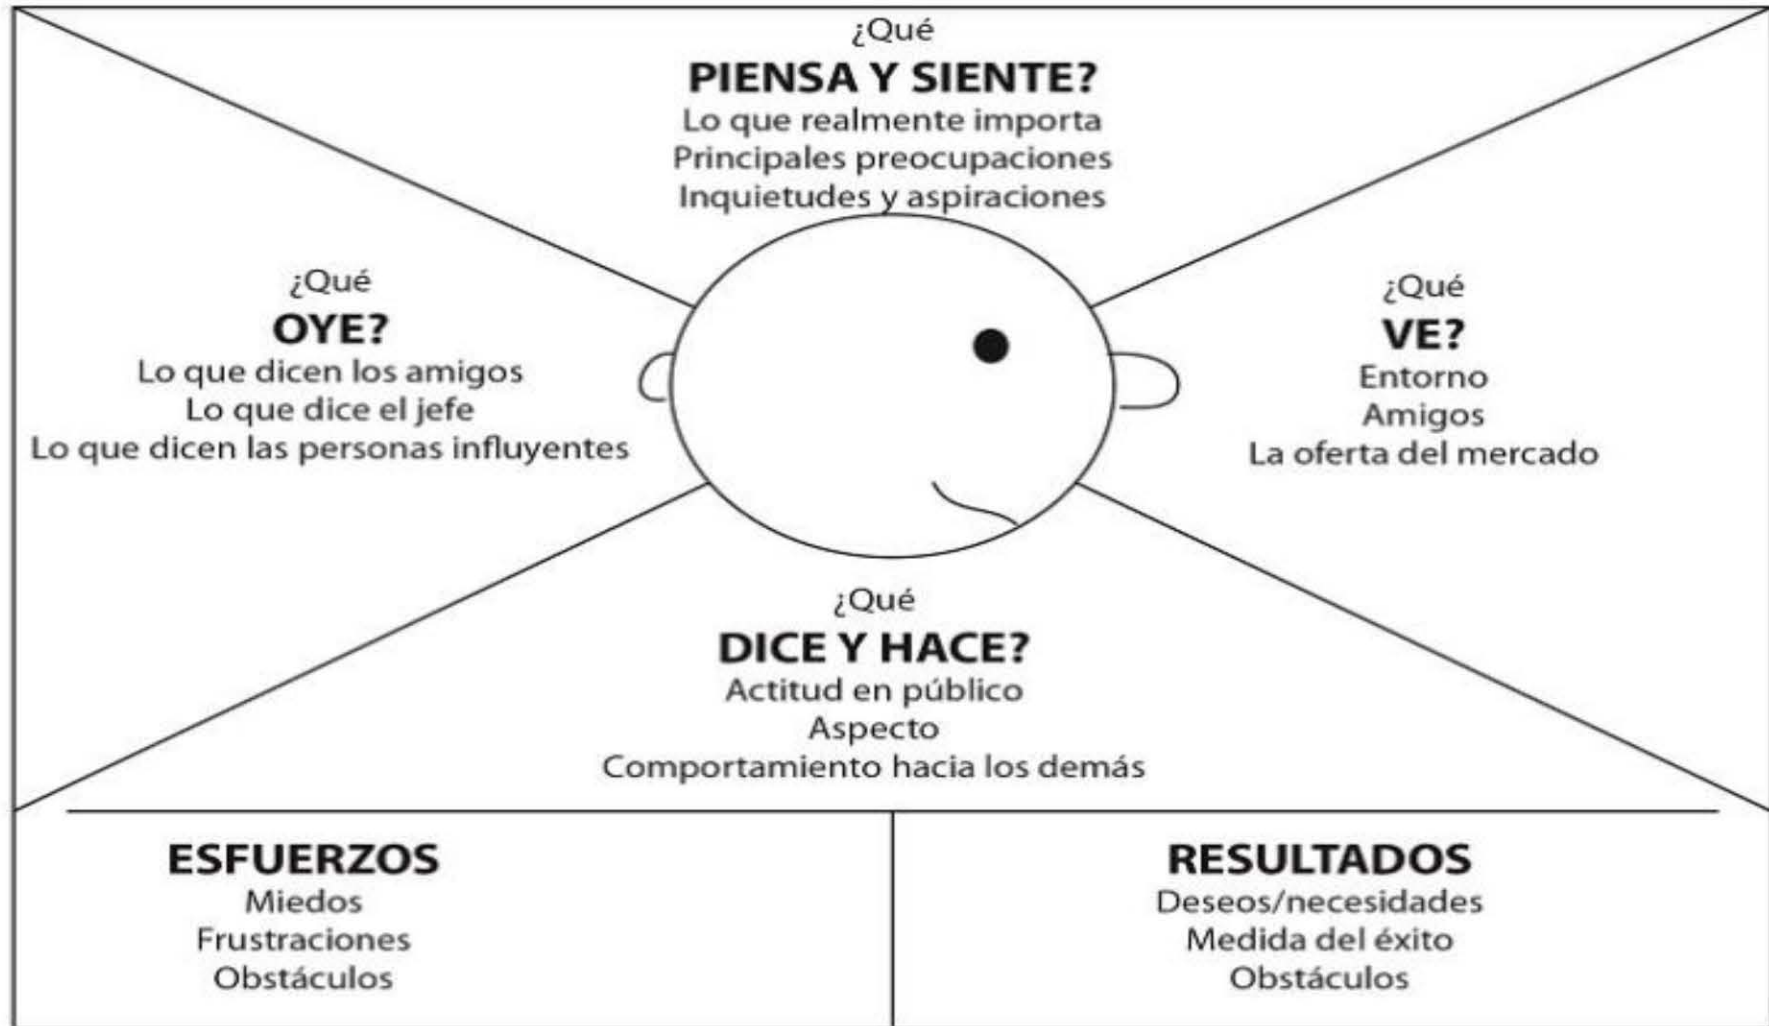 ¿Qué
PIENSA Y SIENTE?
Lo que realmente importa
Principales preocupaciones
Inquietudes y aspiraciones
¿Qué
OYE?
Lo que dicen los amigos
Lo que dice el jefe
Lo que dicen las personas influyentes
¿Qué
VE?
Entorno
Amigos
La oferta del mercado
¿Qué
DICE Y HACE?
Actitud en público
Aspecto
Comportamiento hacia los demás
ESFUERZOS
Miedos
Frustraciones
Obstáculos
RESULTADOS
Deseos/necesidades
Medida del éxito
Obstáculos